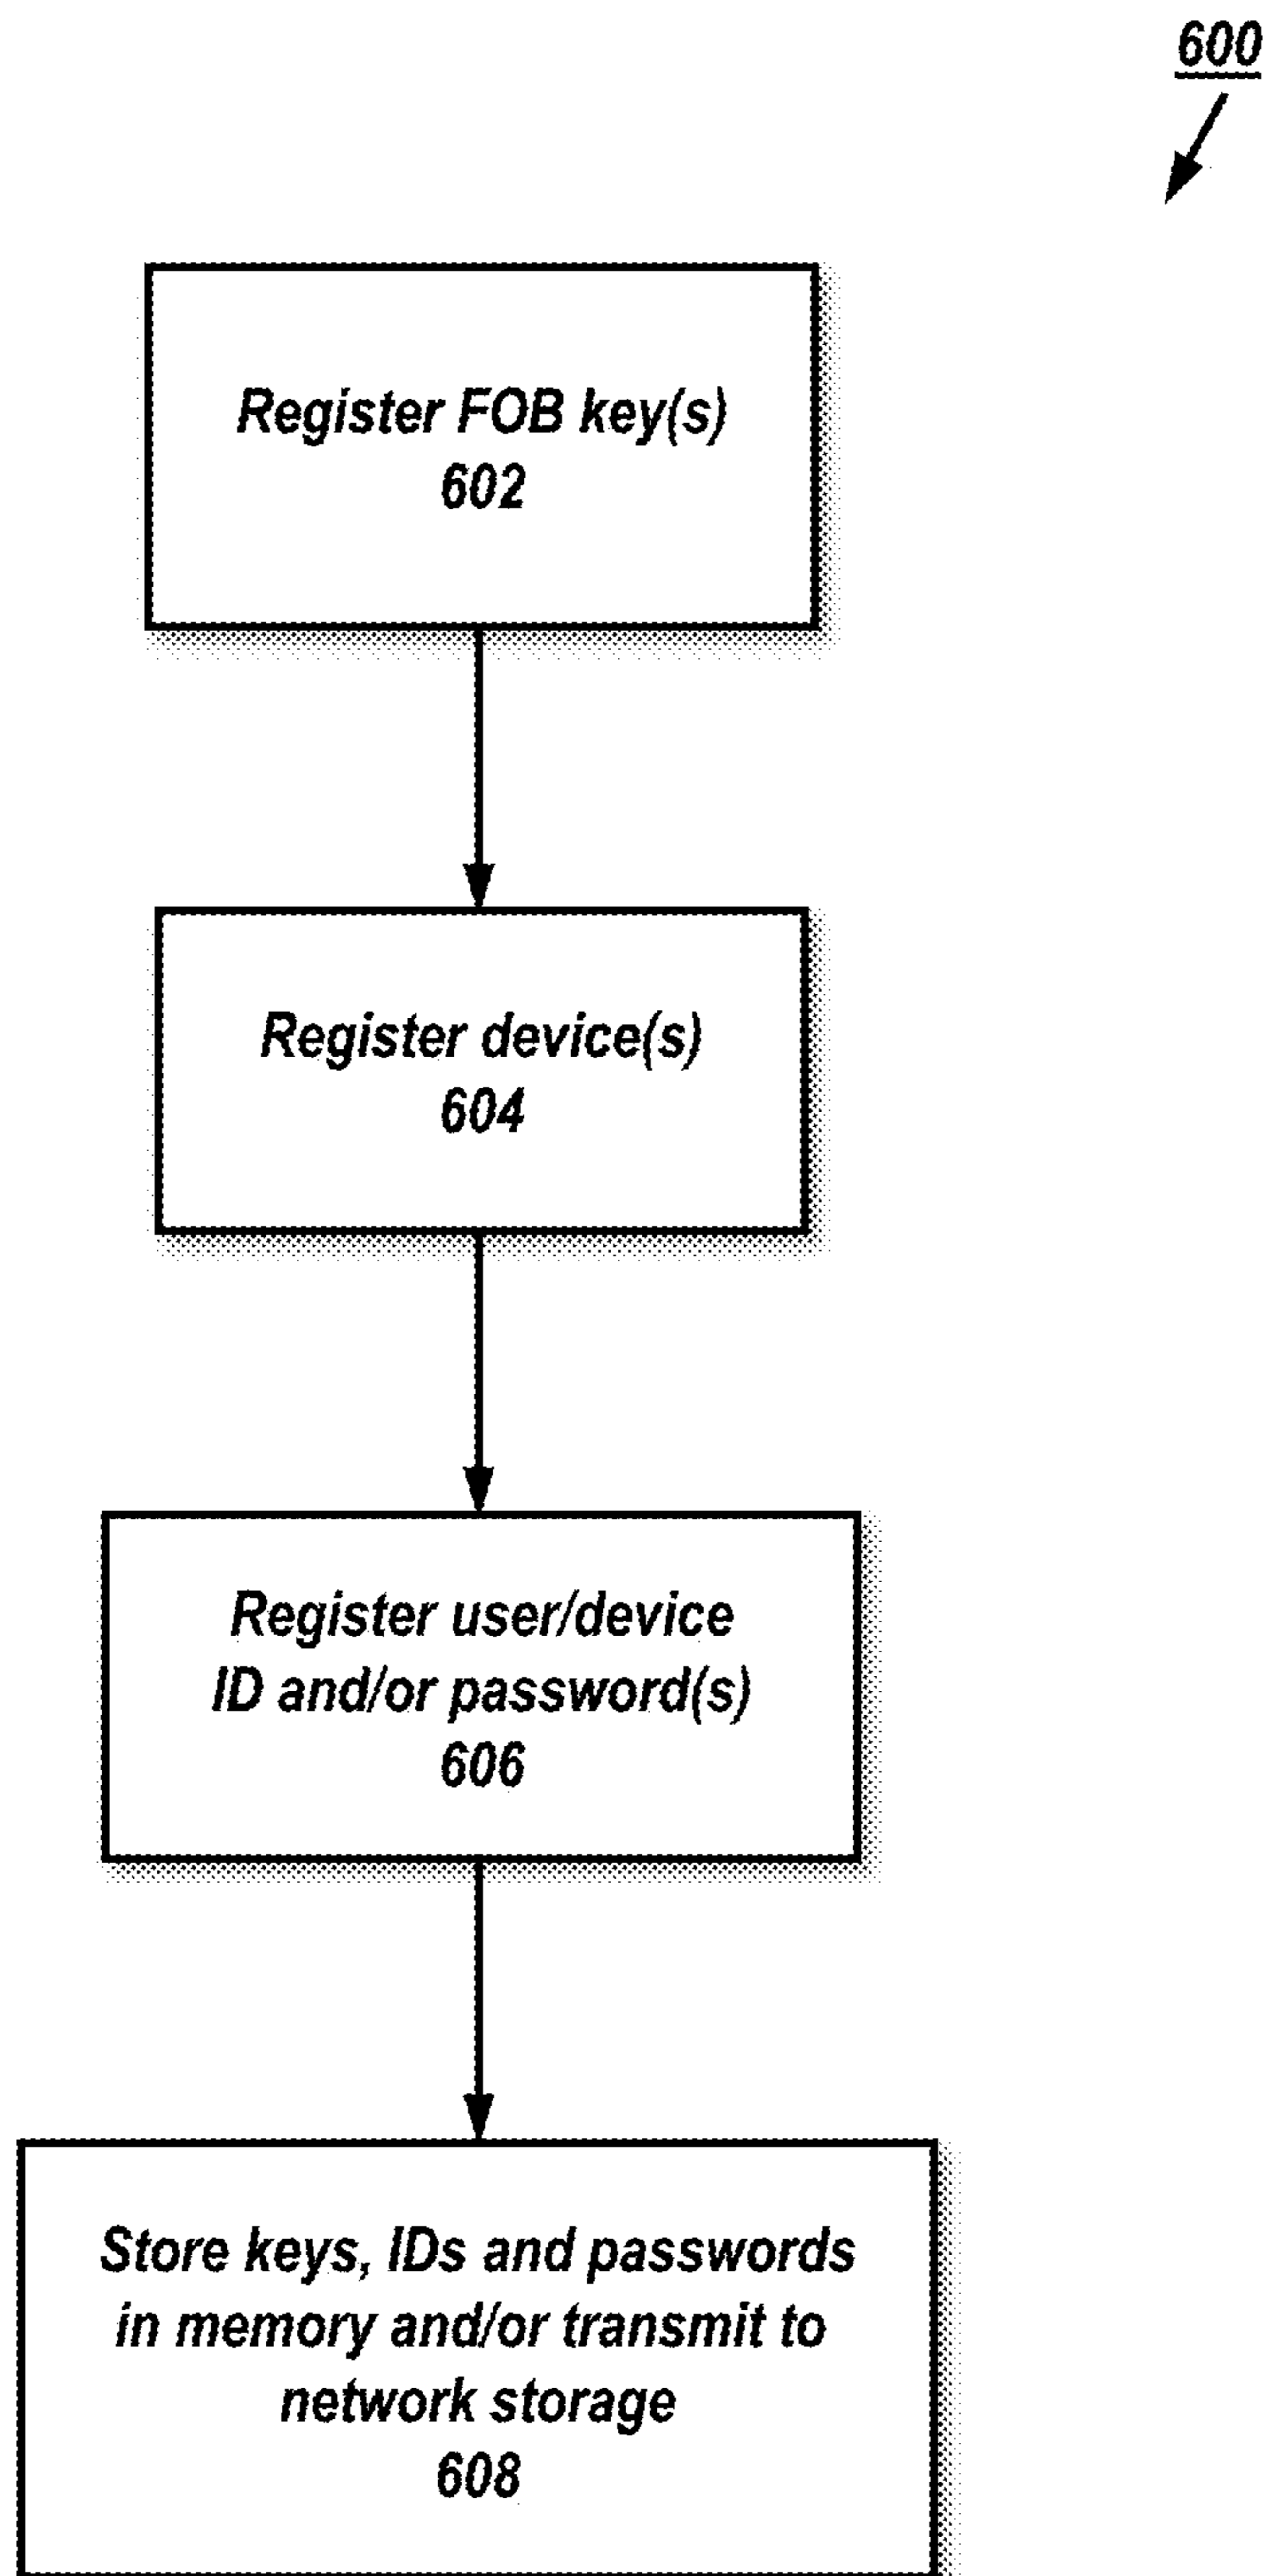 600
Register FOB key(s)
602
Register device(s)
604
Register user/device
ID and/or password(s)
606
Store keys, IDs and passwords
in memory and/or transmit to
network storage
608